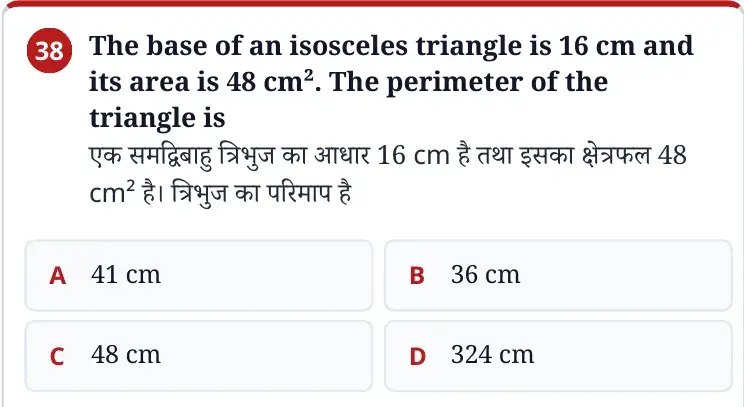 38 The base of an isosceles triangle is 16 cm and
its area is 48 cm². The perimeter of the
triangle is
एक समद्विबाहु त्रिभुज का आधार 16 cm है तथा इसका क्षेत्रफल 48
cm² है। त्रिभुज का परिमाप है
A 41 cm
B 36 cm
C 48 cm
D 324 cm